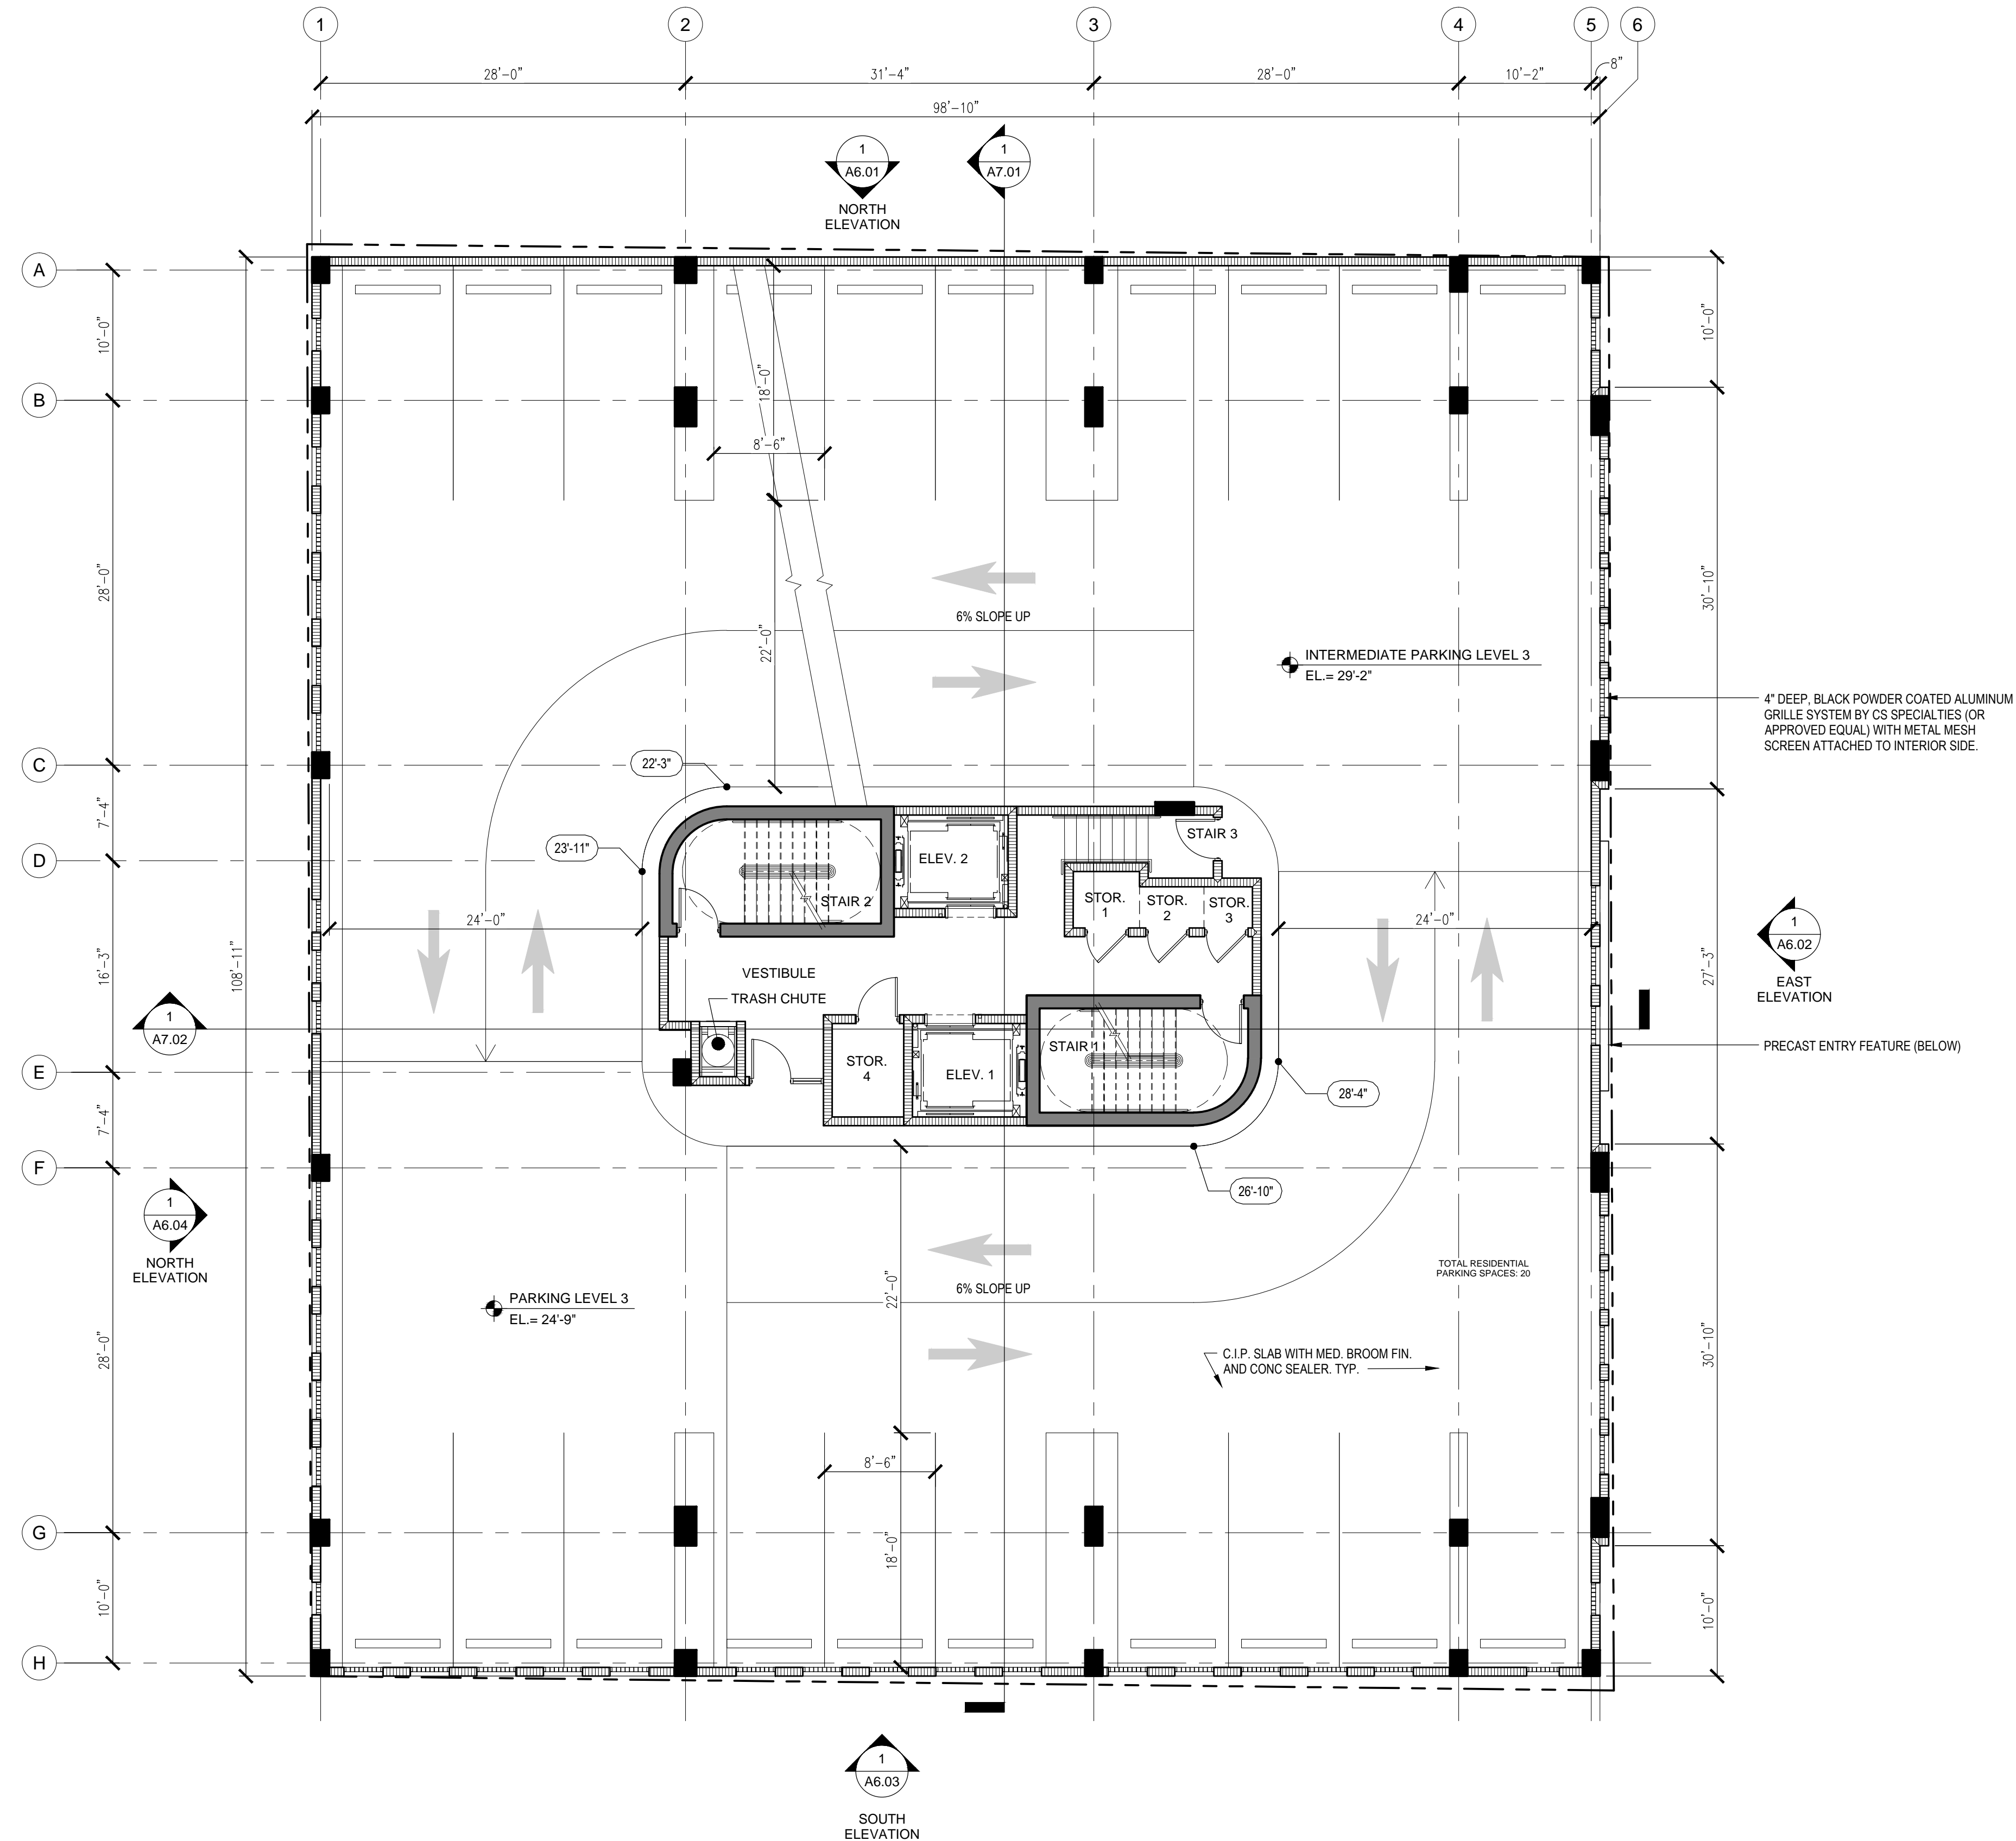 1
2
3
4
5
6
28'-0"
31'-4"
28'-0"
10'-2"
8"
98'-10"
1
A6.01
NORTH
ELEVATION
1
A7.01
A
B
C
D
E
F
G
H
10'-0"
28'-0"
7'-4"
16'-3"
7'-4"
28'-0"
10'-0"
108'-11"
18'-0"
8'-6"
22'-0"
6% SLOPE UP
INTERMEDIATE PARKING LEVEL 3
EL.= 29'-2"
10'-0"
30'-10"
27'-3"
30'-10"
10'-0"
4" DEEP, BLACK POWDER COATED ALUMINUM
GRILLE SYSTEM BY CS SPECIALTIES (OR
APPROVED EQUAL) WITH METAL MESH
SCREEN ATTACHED TO INTERIOR SIDE.
22'-3"
23'-11"
24'-0"
STAIR 2
ELEV. 2
STAIR 3
STOR.
1
STOR.
2
STOR.
3
24'-0"
1
A6.02
EAST
ELEVATION
VESTIBULE
TRASH CHUTE
1
A7.02
STOR.
4
ELEV. 1
STAIR 1
PRECAST ENTRY FEATURE (BELOW)
28'-4"
26'-10"
1
A6.04
NORTH
ELEVATION
22'-0"
6% SLOPE UP
TOTAL RESIDENTIAL
PARKING SPACES: 20
PARKING LEVEL 3
EL.= 24'-9"
C.I.P. SLAB WITH MED. BROOM FIN.
AND CONC SEALER. TYP.
8'-6"
18'-0"
1
A6.03
SOUTH
ELEVATION